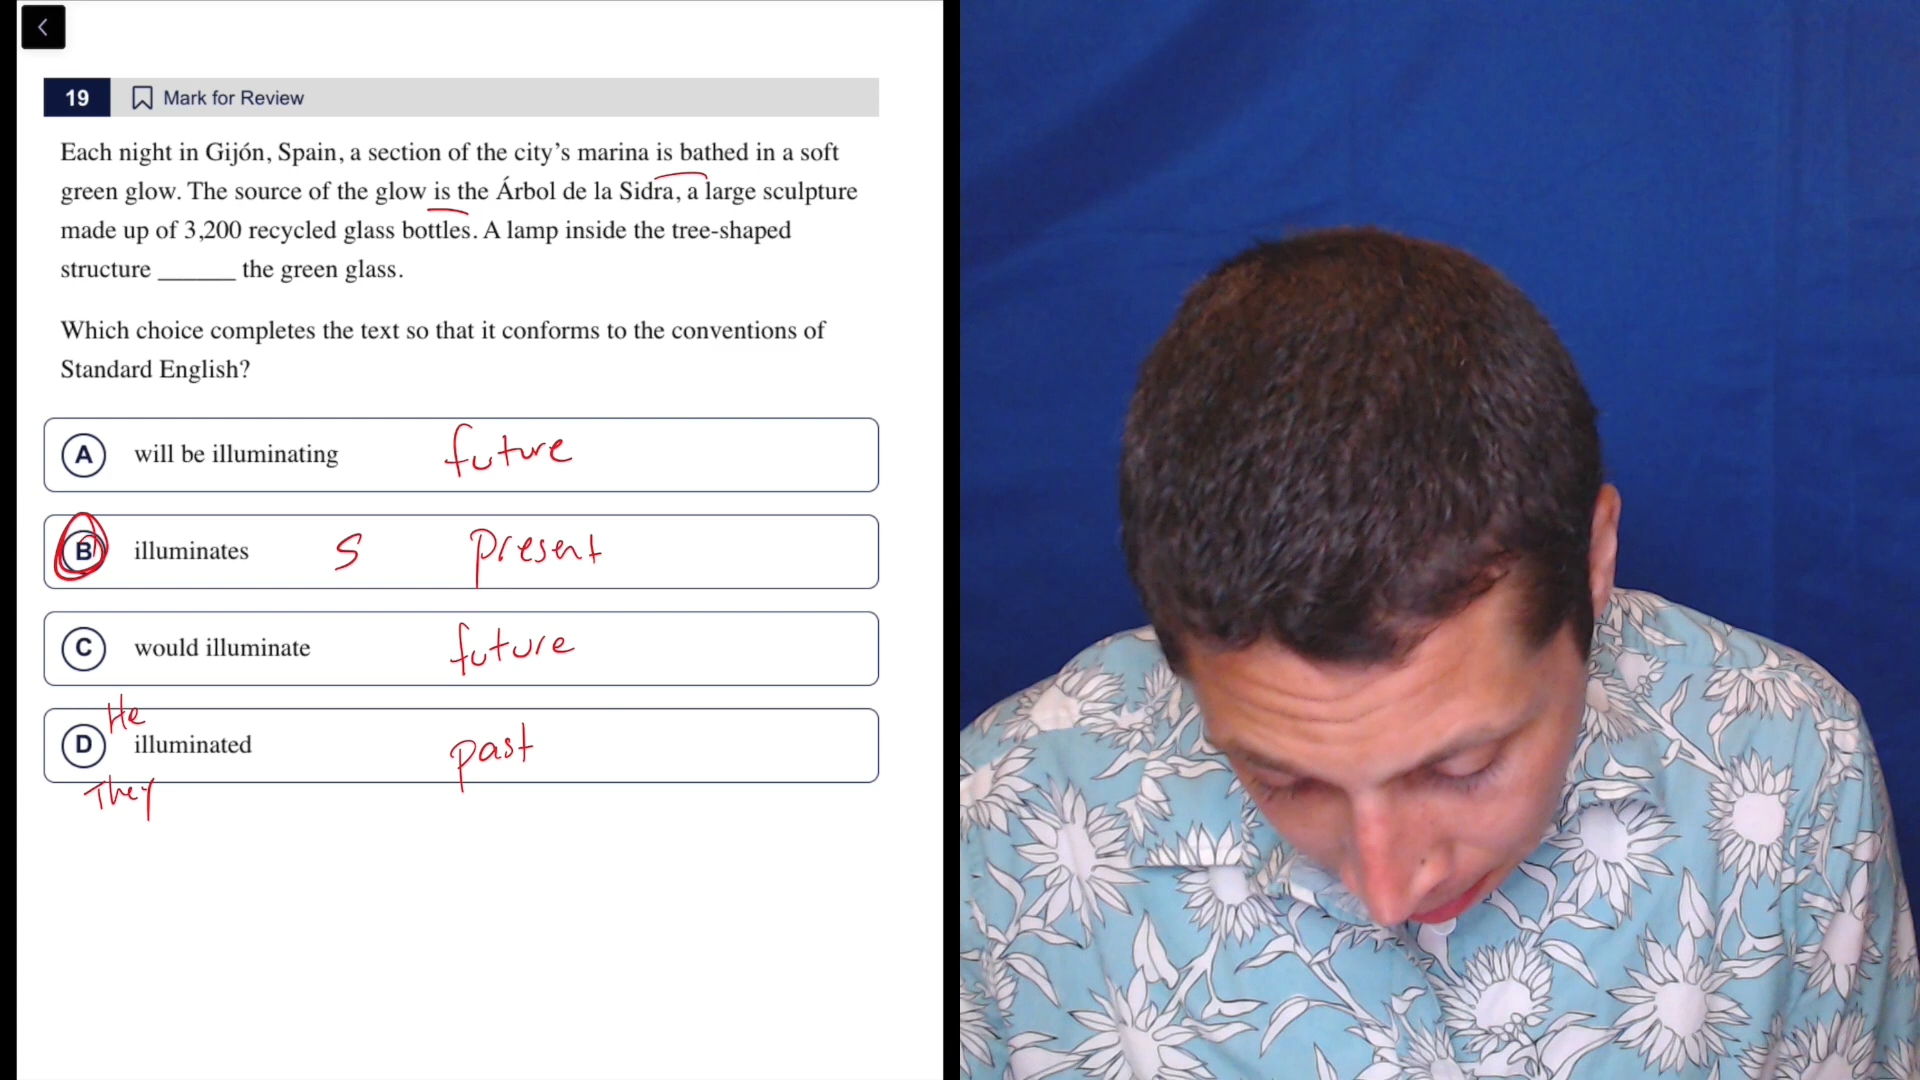 19 Mark for Review
Each night in Gijón, Spain, a section of the city’s marina is bathed in a soft
green glow. The source of the glow is the Árbol de la Sidra, a large sculpture
made up of 3,200 recycled glass bottles. A lamp inside the tree-shaped
structure ______ the green glass.
Which choice completes the text so that it conforms to the conventions of
Standard English?
A will be illuminating future
B illuminates S present
C would illuminate future
He
D illuminated past
They